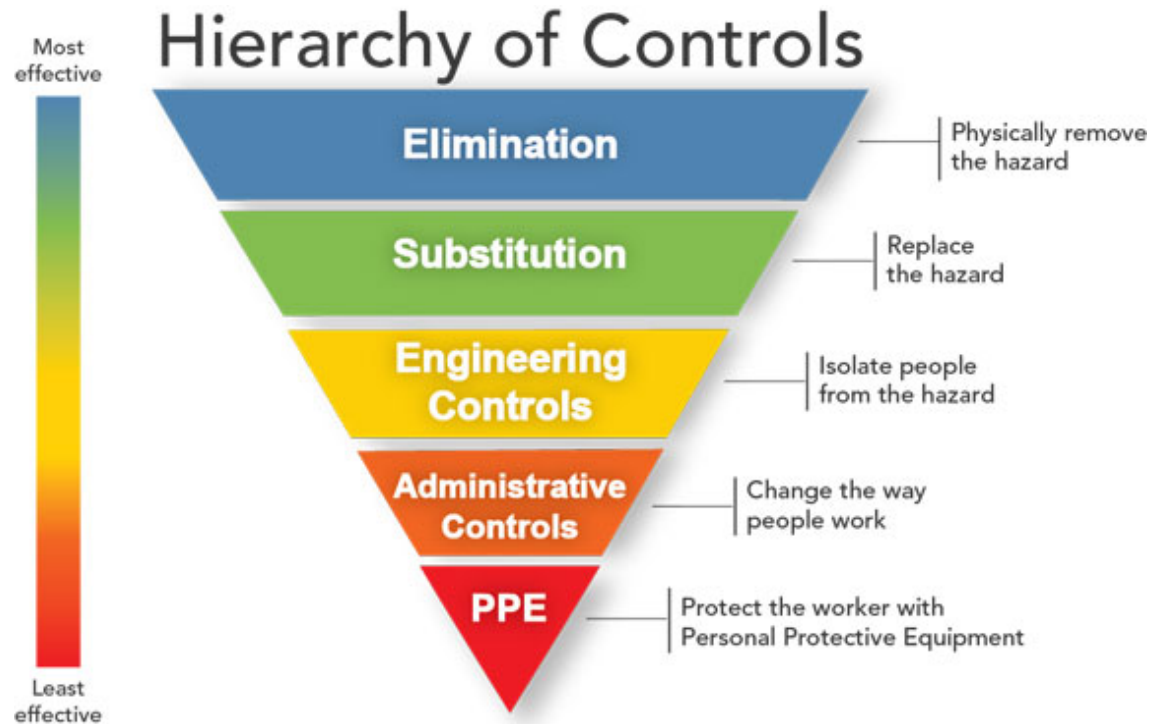 Hierarchy of Controls
Most
effective
Elimination
Physically remove
the hazard
Substitution
Replace
the hazard
Engineering
Controls
Isolate people
from the hazard
Administrative
Controls
Change the way
people work
PPE
Protect the worker with
Personal Protective Equipment
Least
effective